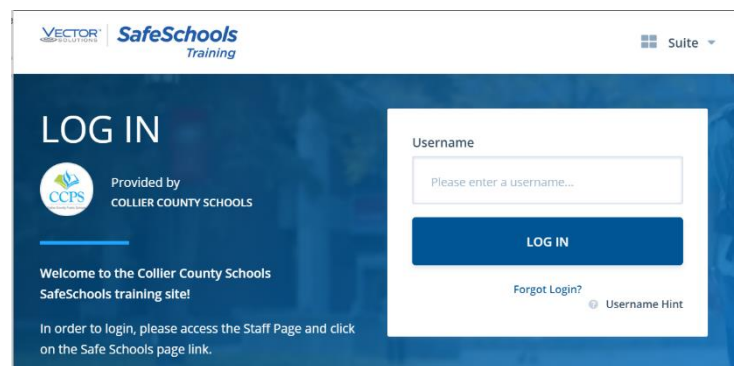 VECTOR SOLUTIONS
SafeSchools
Training
Suite
LOG IN
CCPS
Provided by
COLLIER COUNTY SCHOOLS
Welcome to the Collier County Schools
SafeSchools training site!
In order to login, please access the Staff Page and click
on the Safe Schools page link.
Username
Please enter a username...
LOG IN
Forgot Login?
Username Hint